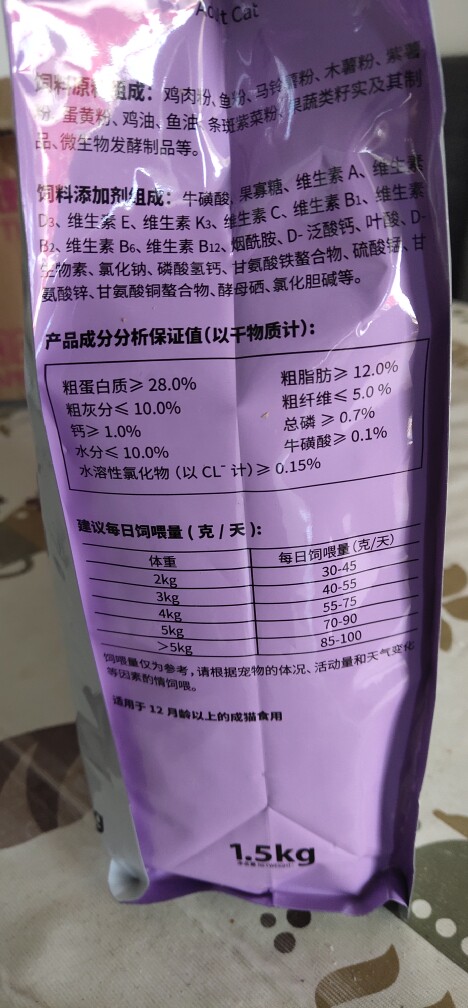 Adult Cat
饲料原料组成：鸡肉粉、鱼粉、马铃薯粉、木薯粉、紫薯
粉、蛋黄粉、鸡油、鱼油、条斑紫菜粉、果蔬类籽实及其制
品、微生物发酵制品等。
饲料添加剂组成：牛磺酸、果寡糖、维生素 A、维生素
D₃、维生素 E、维生素 K₃、维生素 C、维生素 B₁、维生素
B₂、维生素 B₆、维生素 B₁₂、烟酰胺、D- 泛酸钙、叶酸、D-
生物素、氯化钠、磷酸氢钙、甘氨酸铁螯合物、硫酸锰、甘
氨酸锌、甘氨酸铜螯合物、酵母硒、氯化胆碱等。
产品成分分析保证值（以干物质计）：
粗蛋白质≥ 28.0% 粗脂肪≥ 12.0%
粗灰分≤ 10.0% 粗纤维≤ 5.0 %
钙≥ 1.0% 总磷 ≥ 0.7%
水分≤ 10.0% 牛磺酸≥ 0.1%
水溶性氯化物（以 CL⁻ 计）≥ 0.15%
建议每日饲喂量（克 / 天）:
体重 每日饲喂量（克/天）
2kg 30-45
3kg 40-55
4kg 55-75
5kg 70-90
＞5kg 85-100
饲喂量仅为参考，请根据宠物的体况、活动量和天气变化
等因素酌情饲喂。
适用于 12 月龄以上的成猫食用
1.5kg
g